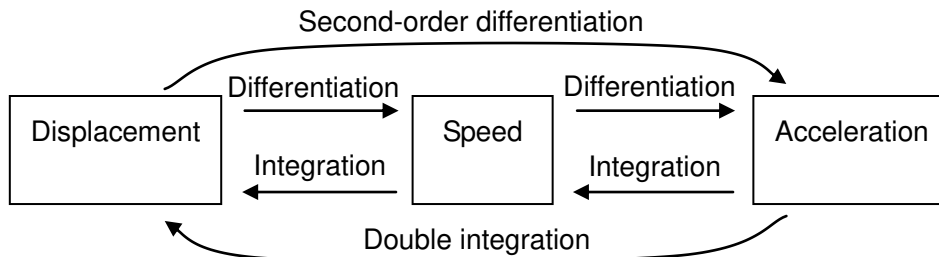 Second-order differentiation
Differentiation Differentiation
Displacement Speed Acceleration
Integration Integration
Double integration